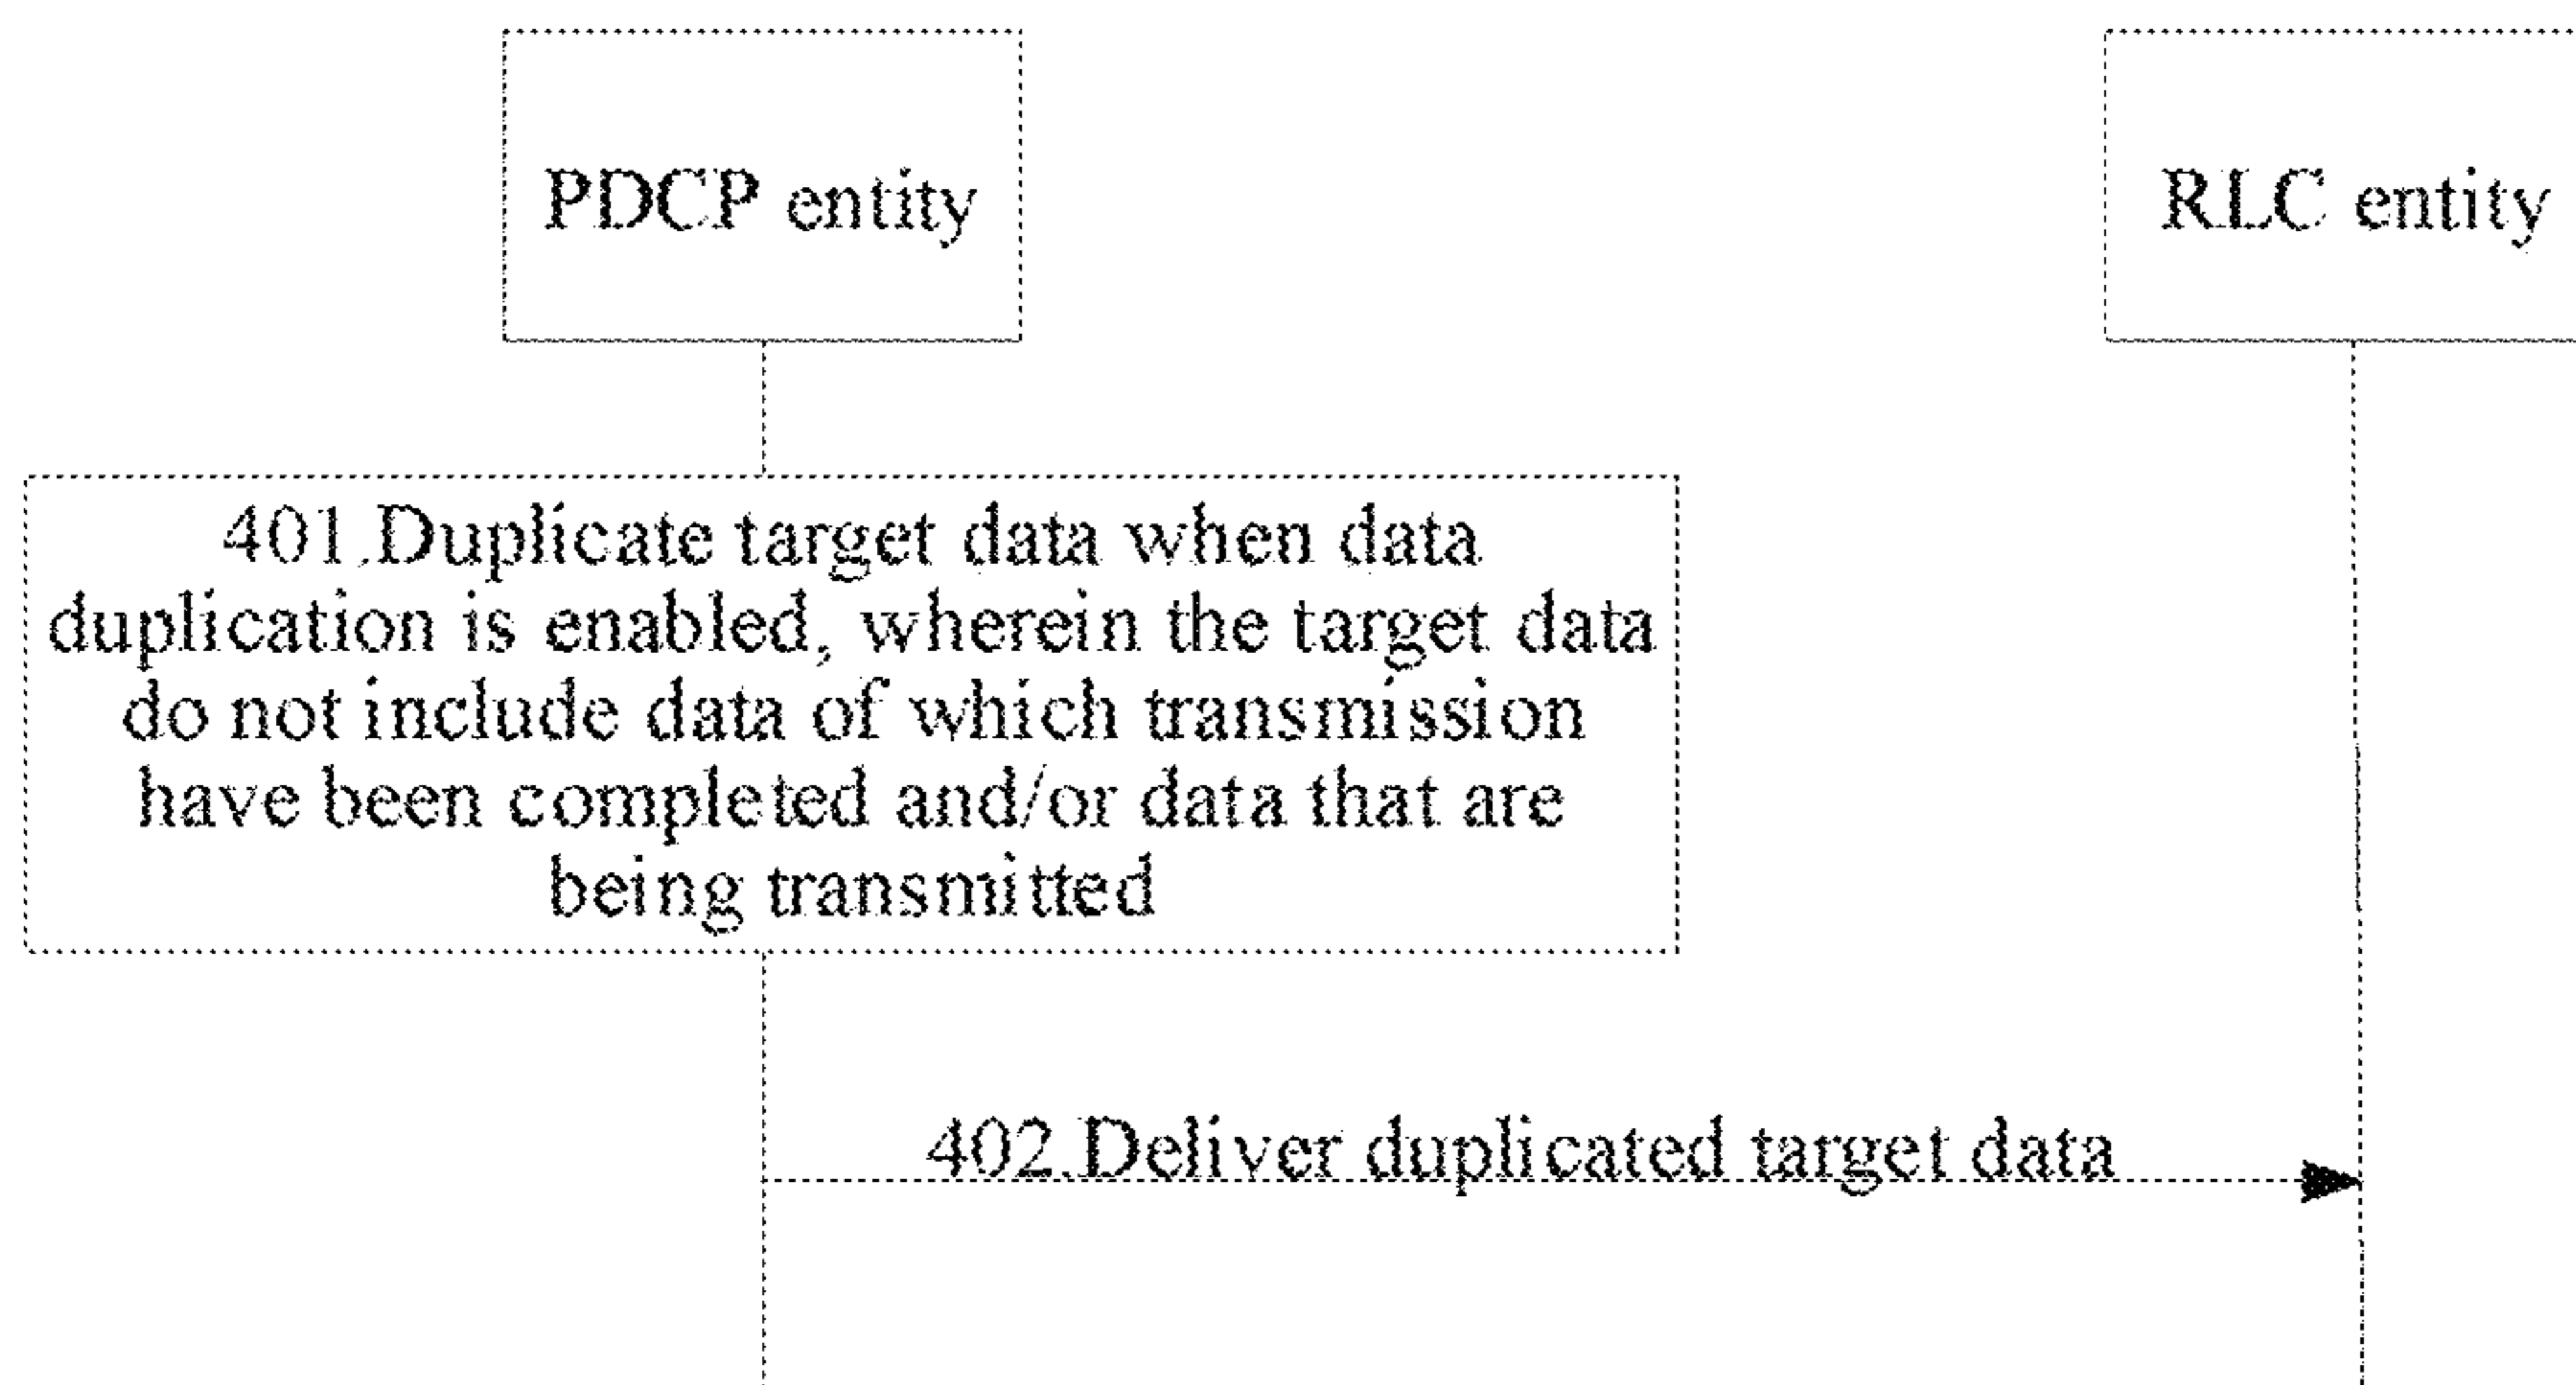 PDCP entity
RLC entity
401.Duplicate target data when data
duplication is enabled, wherein the target data
do not include data of which transmission
have been completed and/or data that are
being transmitted
402.Deliver duplicated target data